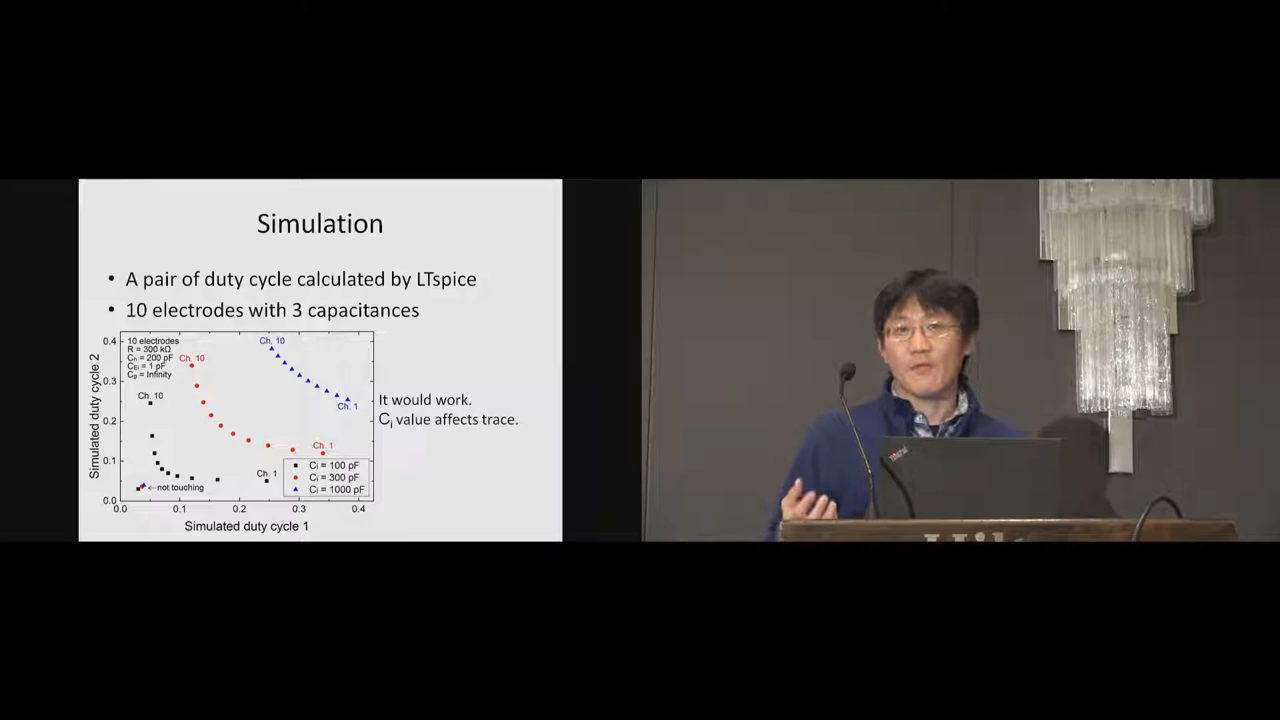 Simulation
• A pair of duty cycle calculated by LTspice
• 10 electrodes with 3 capacitances
0.4
0.3
0.2
0.1
0.0
Simulated duty cycle 2
10 electrodes
R = 300 kΩ
Ch = 200 pF
CEi = 1 pF
Cg = Infinity
Ch. 10
Ch. 10
Ch. 10
Ch. 1
Ch. 1
Ch. 1
←not touching
Ci = 100 pF
Ci = 300 pF
Ci = 1000 pF
0.0 0.1 0.2 0.3 0.4
Simulated duty cycle 1
It would work.
Ci value affects trace.
ThinkPad